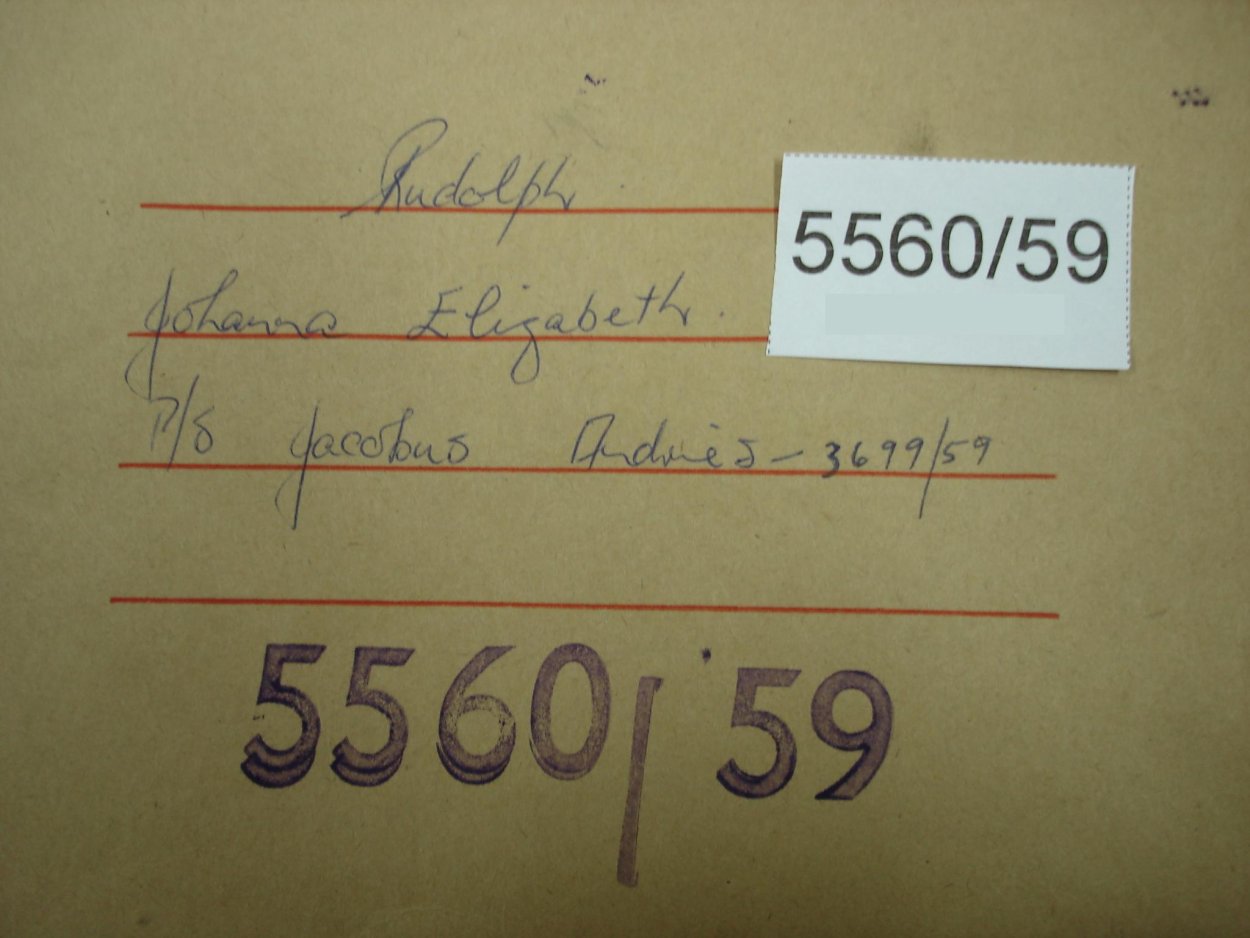 Rudolph
5560/59
Johanna Elizabeth.
P/S Jacobus Andries - 3699/59
5560/59